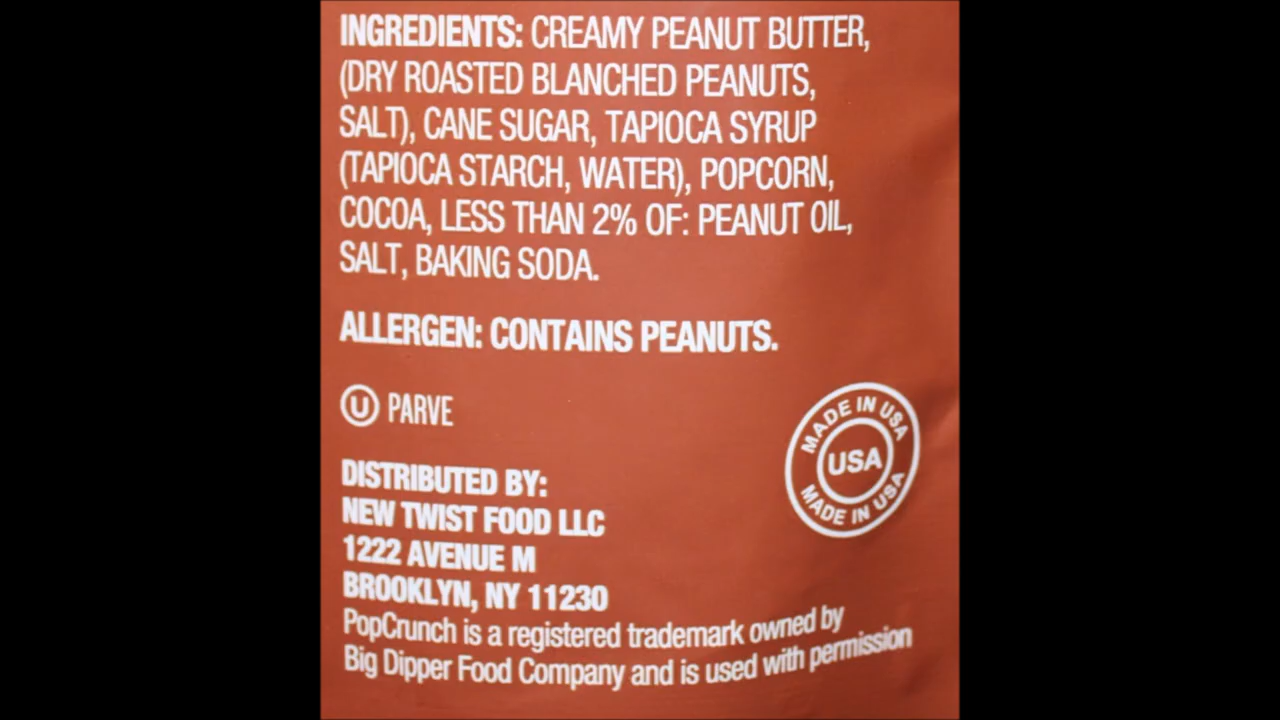 INGREDIENTS: CREAMY PEANUT BUTTER,
(DRY ROASTED BLANCHED PEANUTS,
SALT), CANE SUGAR, TAPIOCA SYRUP
(TAPIOCA STARCH, WATER), POPCORN,
COCOA, LESS THAN 2% OF: PEANUT OIL,
SALT, BAKING SODA.
ALLERGEN: CONTAINS PEANUTS.
U PARVE
MADE IN USA
USA
MADE IN USA
DISTRIBUTED BY:
NEW TWIST FOOD LLC
1222 AVENUE M
BROOKLYN, NY 11230
PopCrunch is a registered trademark owned by
Big Dipper Food Company and is used with permission